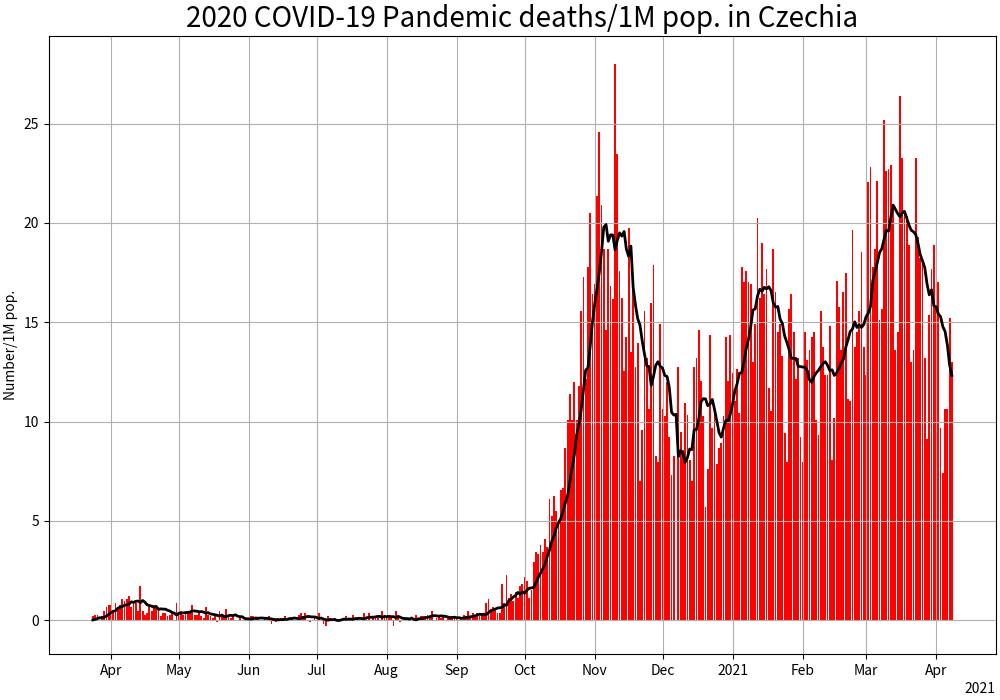 2020 COVID-19 Pandemic deaths/1M pop. in Czechia
Number/1M pop.
25
20
15
10
5
0
Apr May Jun Jul Aug Sep Oct Nov Dec 2021 Feb Mar Apr
2021